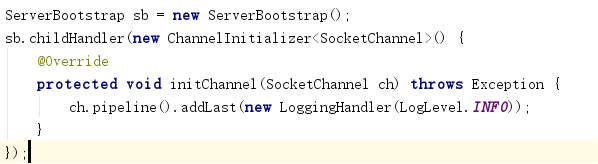 ServerBootstrap sb = new ServerBootstrap();
sb.childHandler(new ChannelInitializer<SocketChannel>() {
    @Override
    protected void initChannel(SocketChannel ch) throws Exception {
        ch.pipeline().addLast(new LoggingHandler(LogLevel.INFO));
    }
});